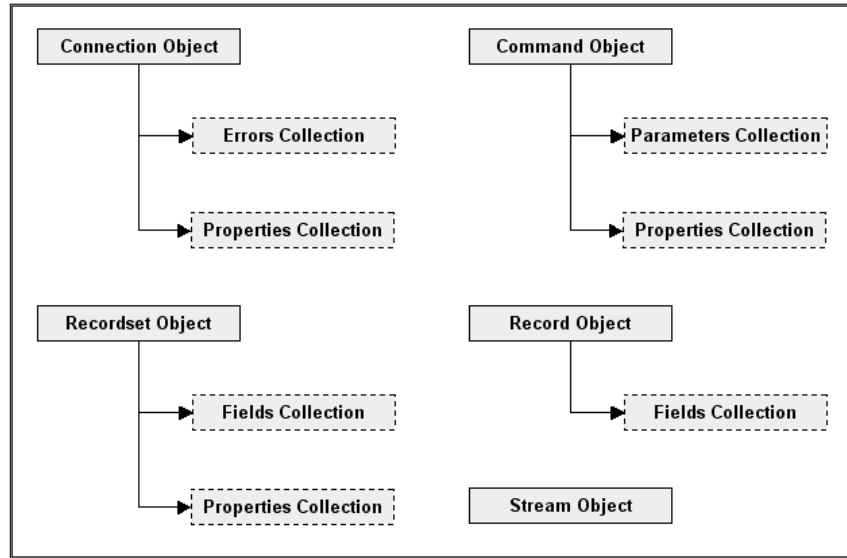 Connection Object
Errors Collection
Properties Collection
Command Object
Parameters Collection
Properties Collection
Recordset Object
Fields Collection
Properties Collection
Record Object
Fields Collection
Stream Object